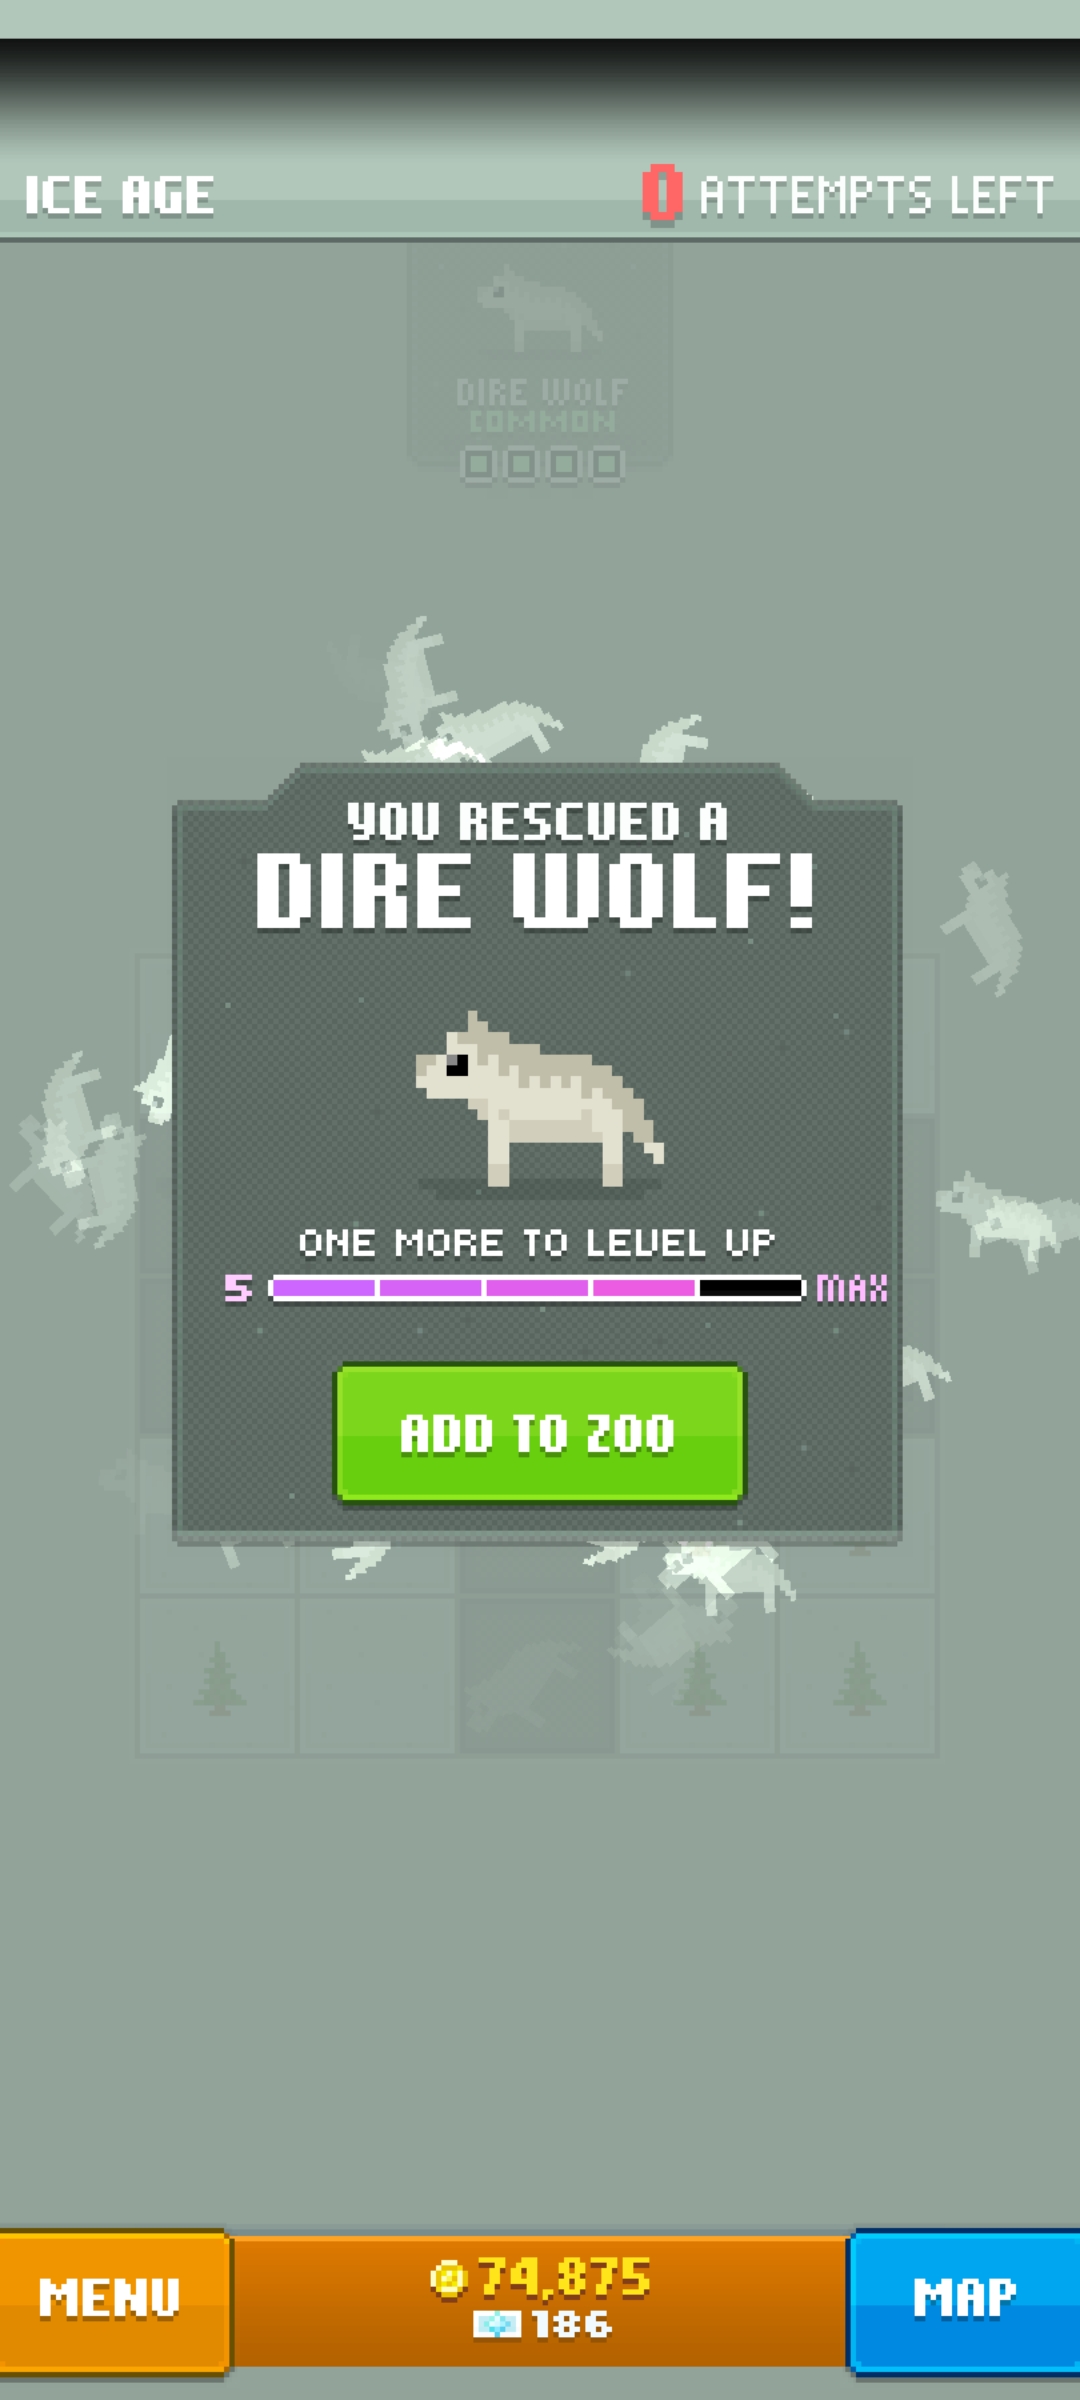 ICE AGE
0 ATTEMPTS LEFT
DIRE WOLF
COMMON
YOU RESCUED A
DIRE WOLF!
ONE MORE TO LEVEL UP
5 MAX
ADD TO ZOO
MENU
74,875
186
MAP